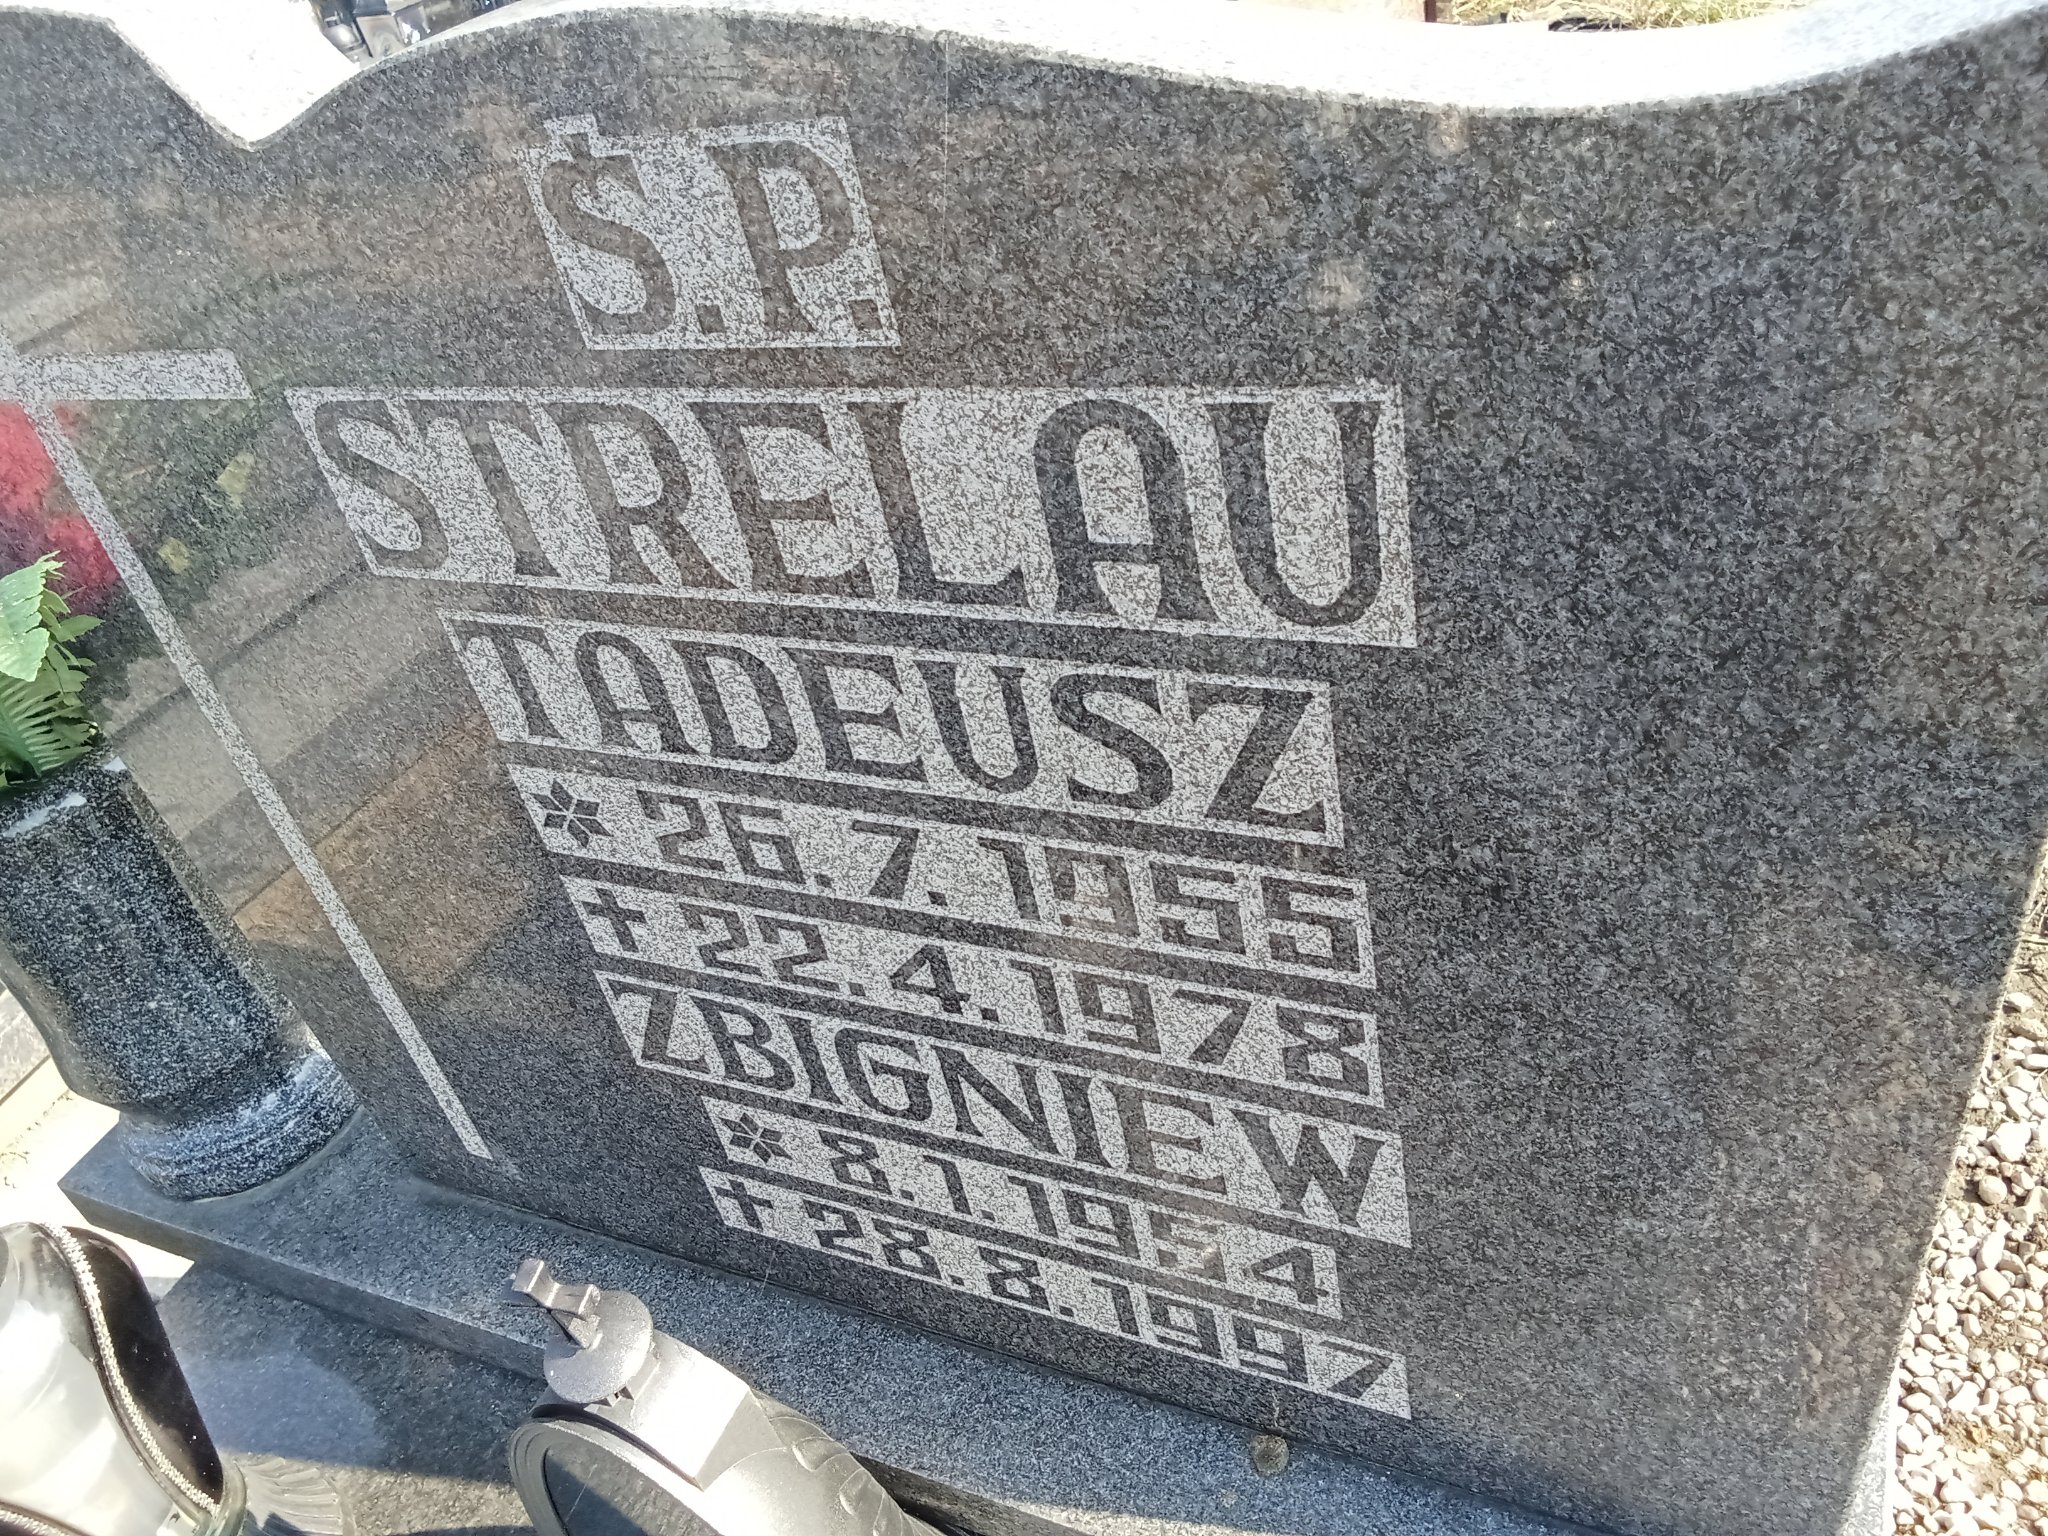 Ś.P.
STRELAU
TADEUSZ
* 26.7.1955
† 22.4.1978
ZBIGNIEW
* 8.1.1954
† 28.8.1997